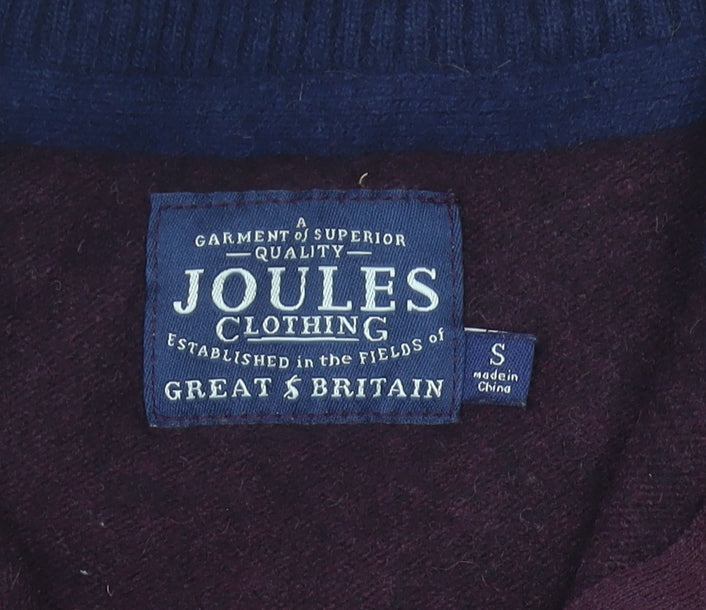 A
GARMENT of SUPERIOR
QUALITY
JOULES
CLOTHING
ESTABLISHED in the FIELDS of
GREAT & BRITAIN
S
made in
China